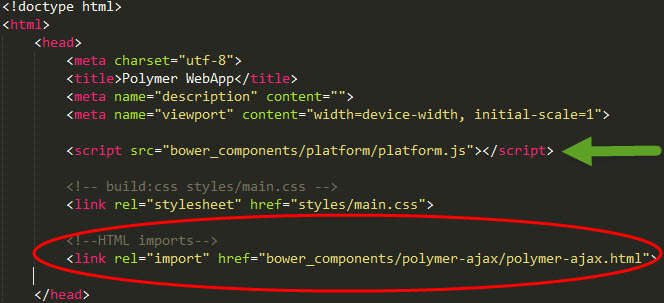 <!doctype html>
<html>
<head>
<meta charset="utf-8">
<title>Polymer WebApp</title>
<meta name="description" content="">
<meta name="viewport" content="width=device-width, initial-scale=1">
<script src="bower_components/platform/platform.js"></script>
<!-- build:css styles/main.css -->
<link rel="stylesheet" href="styles/main.css">
<!--HTML imports-->
<link rel="import" href="bower_components/polymer-ajax/polymer-ajax.html">
</head>